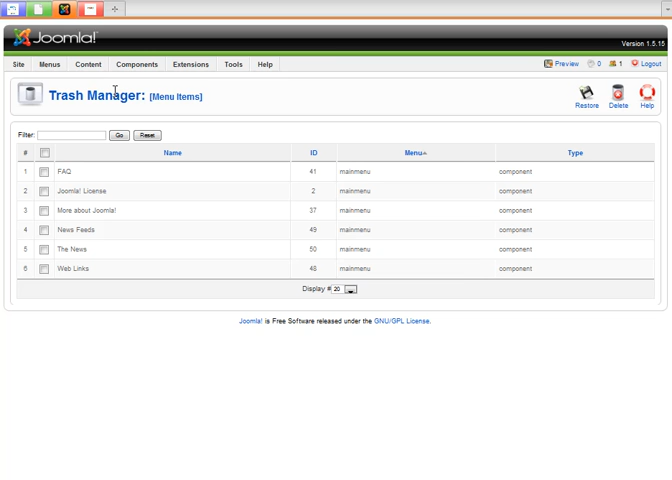 Joomla!
Version 1.5.15
Site Menus Content Components Extensions Tools Help Preview 0 1 Logout
Trash Manager: [Menu Items]
Restore Delete Help
Filter: Go Reset
# Name ID Menu Type
1 FAQ 41 mainmenu component
2 Joomla! License 2 mainmenu component
3 More about Joomla! 37 mainmenu component
4 News Feeds 49 mainmenu component
5 The News 50 mainmenu component
6 Web Links 48 mainmenu component
Display # 20
Joomla! is Free Software released under the GNU/GPL License.